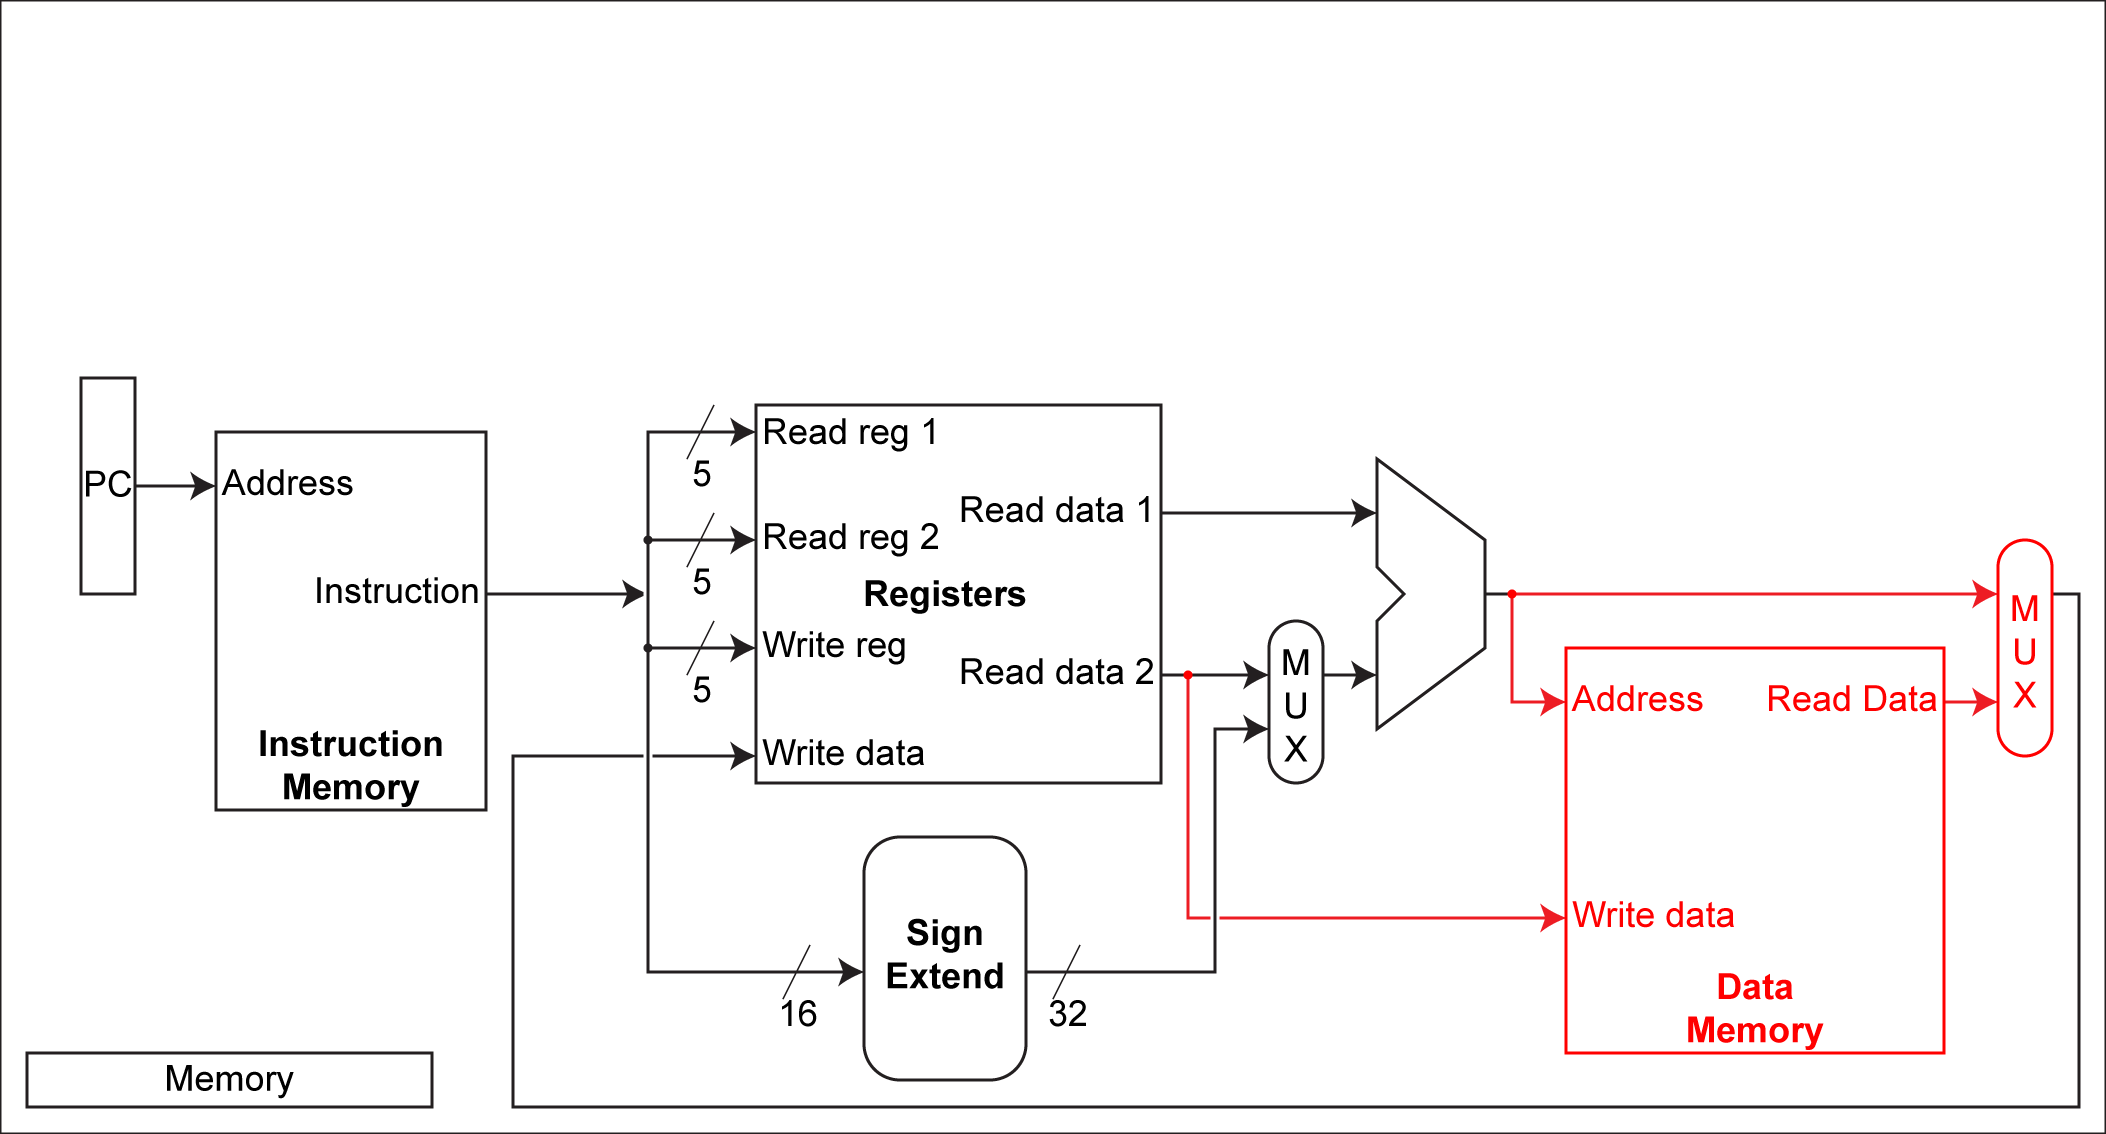 PC
Address
Instruction
Instruction
Memory
5
5
5
Read reg 1
Read reg 2
Write reg
Write data
Read data 1
Registers
Read data 2
M
U
X
16
Sign
Extend
32
Address
Read Data
Write data
Data
Memory
M
U
X
Memory